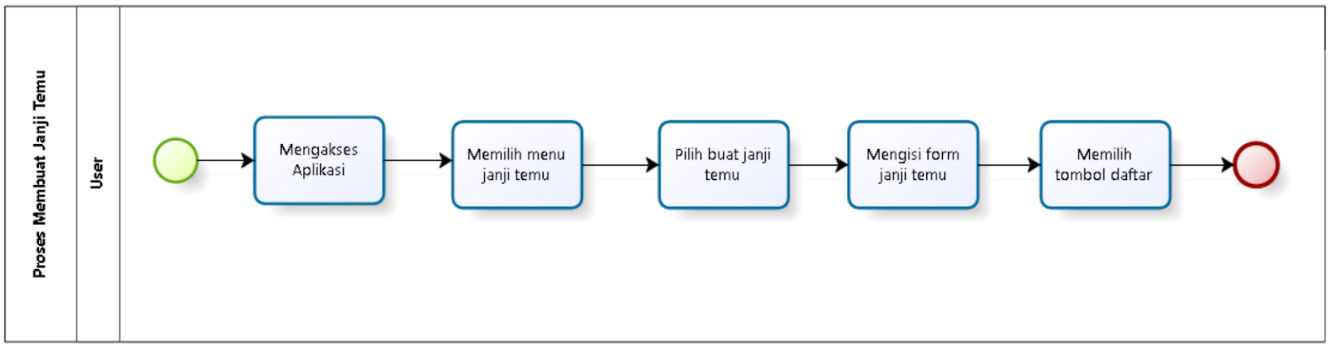 Proses Membuat Janji Temu
User
Mengakses
Aplikasi
Memilih menu
janji temu
Pilih buat janji
temu
Mengisi form
janji temu
Memilih
tombol daftar